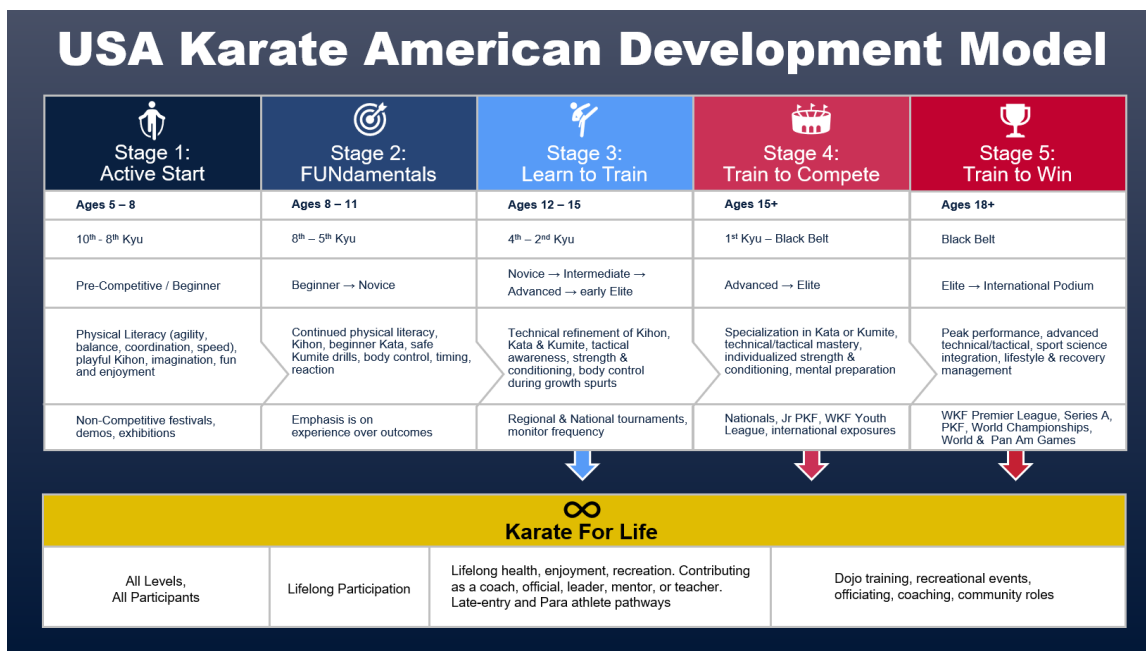 USA Karate American Development Model
Stage 1:
Active Start
Stage 2:
FUNdamentals
Stage 3:
Learn to Train
Stage 4:
Train to Compete
Stage 5:
Train to Win
Ages 5 – 8
Ages 8 – 11
Ages 12 – 15
Ages 15+
Ages 18+
10th - 8th Kyu
8th – 5th Kyu
4th – 2nd Kyu
1st Kyu – Black Belt
Black Belt
Pre-Competitive / Beginner
Beginner → Novice
Novice → Intermediate →
Advanced → early Elite
Advanced → Elite
Elite → International Podium
Physical Literacy (agility,
balance, coordination, speed),
playful Kihon, imagination, fun
and enjoyment
Continued physical literacy,
Kihon, beginner Kata, safe
Kumite drills, body control, timing,
reaction
Technical refinement of Kihon,
Kata & Kumite, tactical
awareness, strength &
conditioning, body control
during growth spurts
Specialization in Kata or Kumite,
technical/tactical mastery,
individualized strength &
conditioning, mental preparation
Peak performance, advanced
technical/tactical, sport science
integration, lifestyle & recovery
management
Non-Competitive festivals,
demos, exhibitions
Emphasis is on
experience over outcomes
Regional & National tournaments,
monitor frequency
Nationals, Jr PKF, WKF Youth
League, international exposures
WKF Premier League, Series A,
PKF, World Championships,
World & Pan Am Games
Karate For Life
All Levels,
All Participants
Lifelong Participation
Lifelong health, enjoyment, recreation. Contributing
as a coach, official, leader, mentor, or teacher.
Late-entry and Para athlete pathways
Dojo training, recreational events,
officiating, coaching, community roles